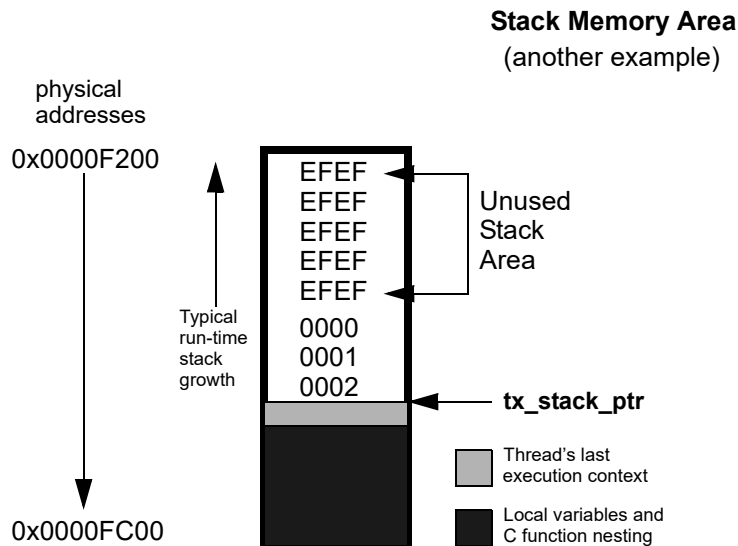 Stack Memory Area
(another example)
physical
addresses
0x0000F200
EFEF
EFEF
EFEF
EFEF
EFEF
Unused
Stack
Area
Typical
run-time
stack
growth
0000
0001
0002
tx_stack_ptr
Thread's last
execution context
Local variables and
C function nesting
0x0000FC00